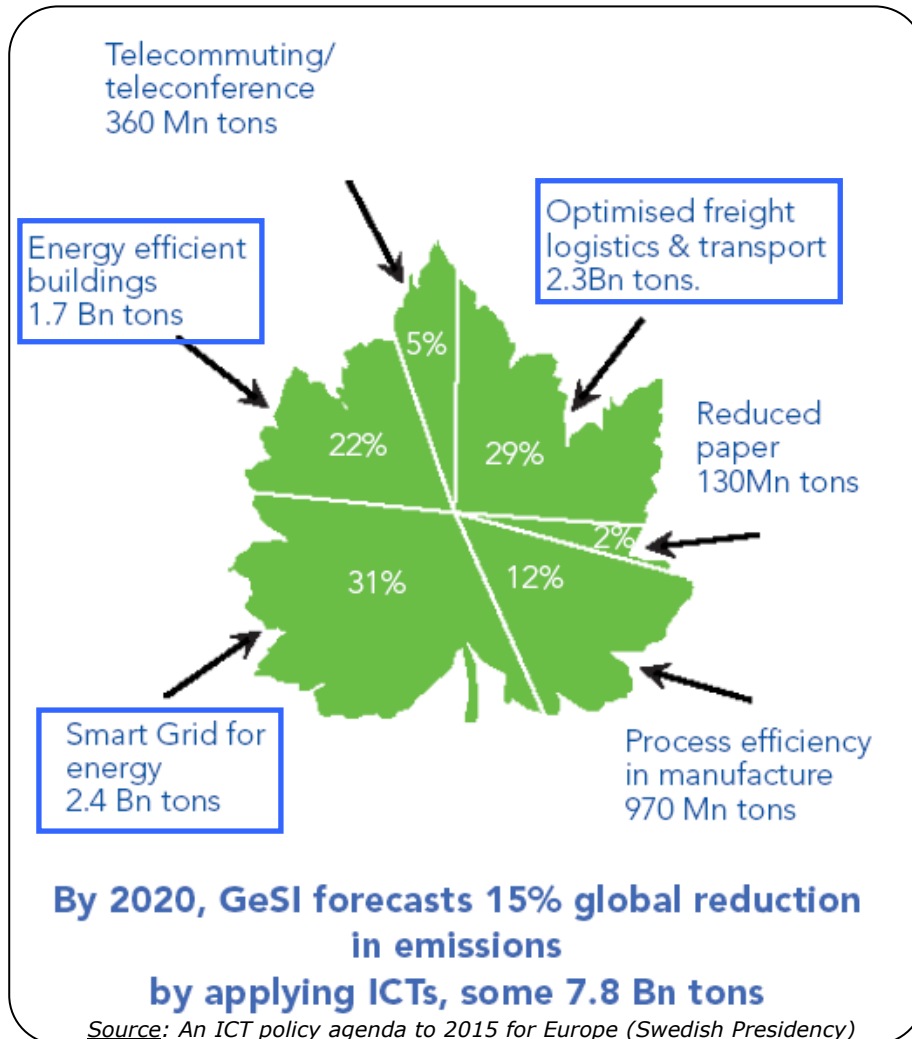 Telecommuting/
teleconference
360 Mn tons
Optimised freight
logistics & transport
2.3Bn tons.
Energy efficient
buildings
1.7 Bn tons
5%
22%
29%
Reduced
paper
130Mn tons
2%
31%
12%
Smart Grid for
energy
2.4 Bn tons
Process efficiency
in manufacture
970 Mn tons
By 2020, GeSI forecasts 15% global reduction
in emissions
by applying ICTs, some 7.8 Bn tons
Source: An ICT policy agenda to 2015 for Europe (Swedish Presidency)